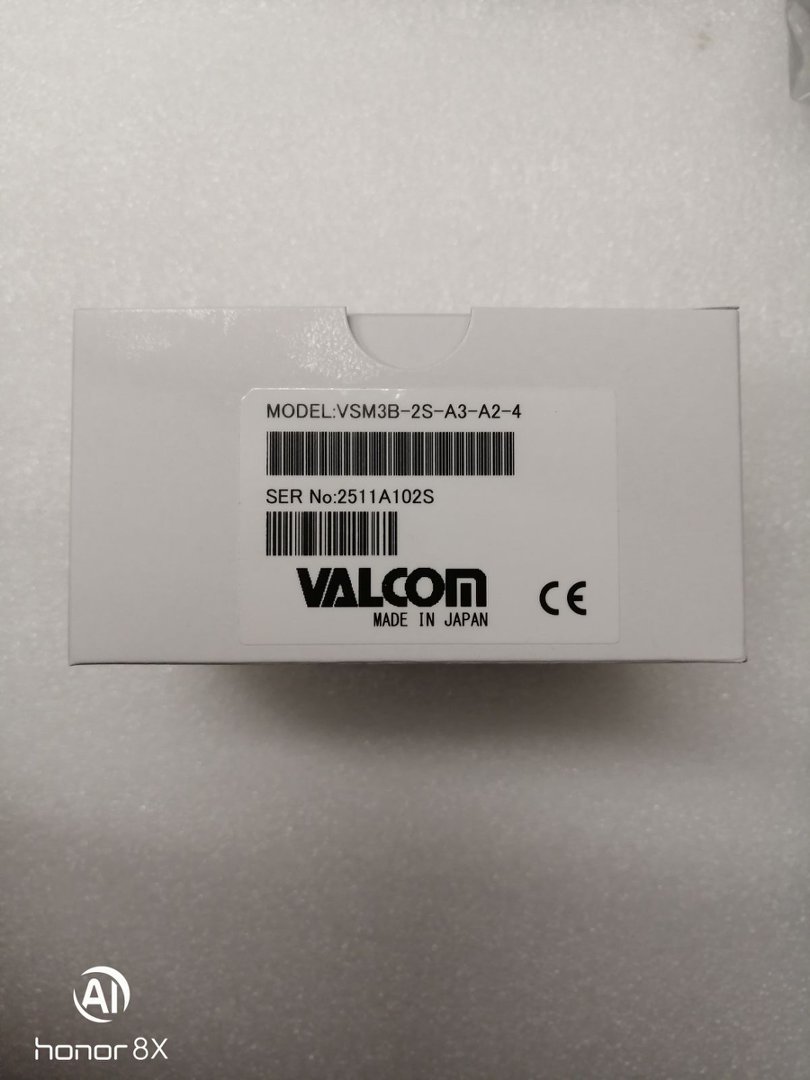 MODEL:VSM3B-2S-A3-A2-4
SER No:2511A102S
VALCOM
MADE IN JAPAN
CE
AI
honor 8X